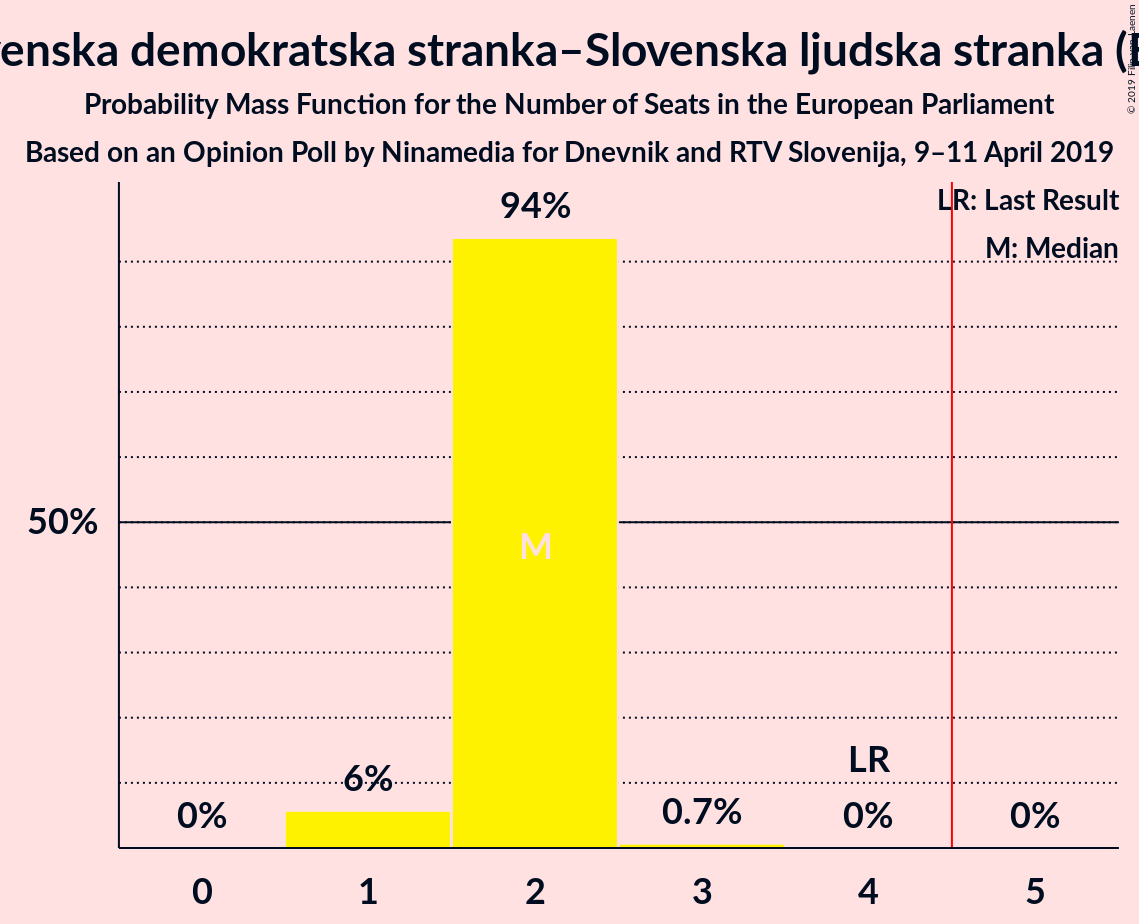 demokratska stranka–Slovenska ljudska stranka
Probability Mass Function for the Number of Seats in the European Parliament
Based on an Opinion Poll by Ninamedia for Dnevnik and RTV Slovenija, 9–11 April 2019
© 2019
LR: Last Result
M: Median
94%
50%
M
LR
6%
0%
0.7%
0%
0%
0 1 2 3 4 5